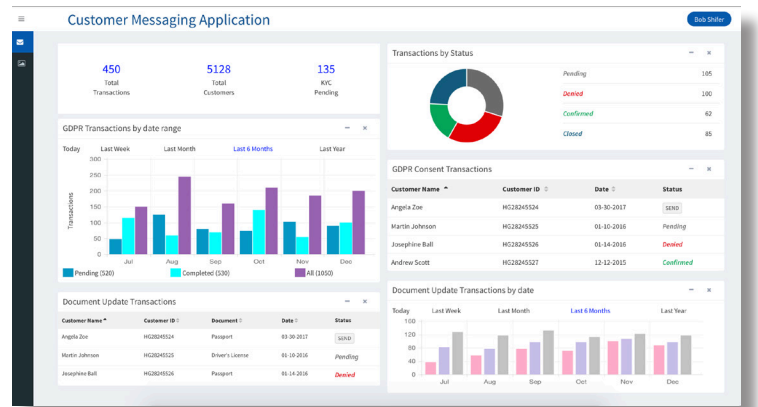 Customer Messaging Application
Bob Shifer
450
Total
Transactions
5128
Total
Customers
135
KYC
Pending
GDPR Transactions by date range
Today Last Week Last Month Last 6 Months Last Year
300
250
200
150
100
50
0
Transactions
Jul Aug Sep Oct Nov Dec
Pending (520) Completed (530) All (1050)
Document Update Transactions
Customer Name Customer ID Document Date Status
Angela Zoe HG28245524 Passport 03-30-2017 SEND
Martin Johnson HG28245525 Driver's License 01-10-2016 Pending
Josephine Ball HG28245526 Passport 01-14-2016 Denied
Transactions by Status
Pending 105
Denied 100
Confirmed 62
Closed 85
GDPR Consent Transactions
Customer Name Customer ID Date Status
Angela Zoe HG28245524 03-30-2017 SEND
Martin Johnson HG28245525 01-10-2016 Pending
Josephine Ball HG28245526 01-14-2016 Denied
Andrew Scott HG28245527 12-12-2015 Confirmed
Document Update Transactions by date
Today Last Week Last Month Last 6 Months Last Year
160
120
80
40
0
Jul Aug Sep Oct Nov Dec